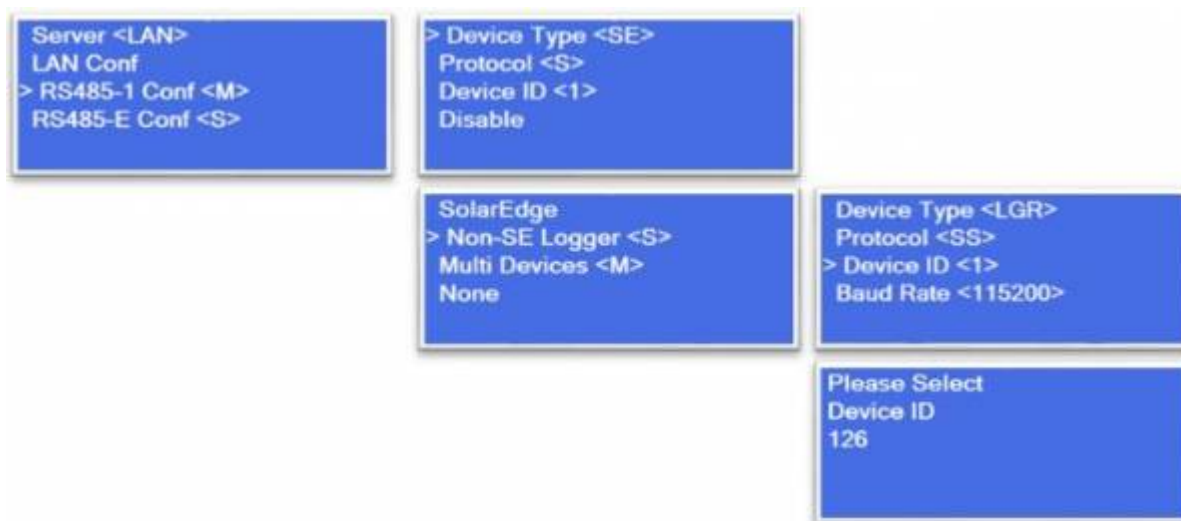 Server <LAN>
LAN Conf
> RS485-1 Conf <M>
RS485-E Conf <S>
> Device Type <SE>
Protocol <S>
Device ID <1>
Disable
SolarEdge
> Non-SE Logger <S>
Multi Devices <M>
None
Device Type <LGR>
Protocol <SS>
> Device ID <1>
Baud Rate <115200>
Please Select
Device ID
126